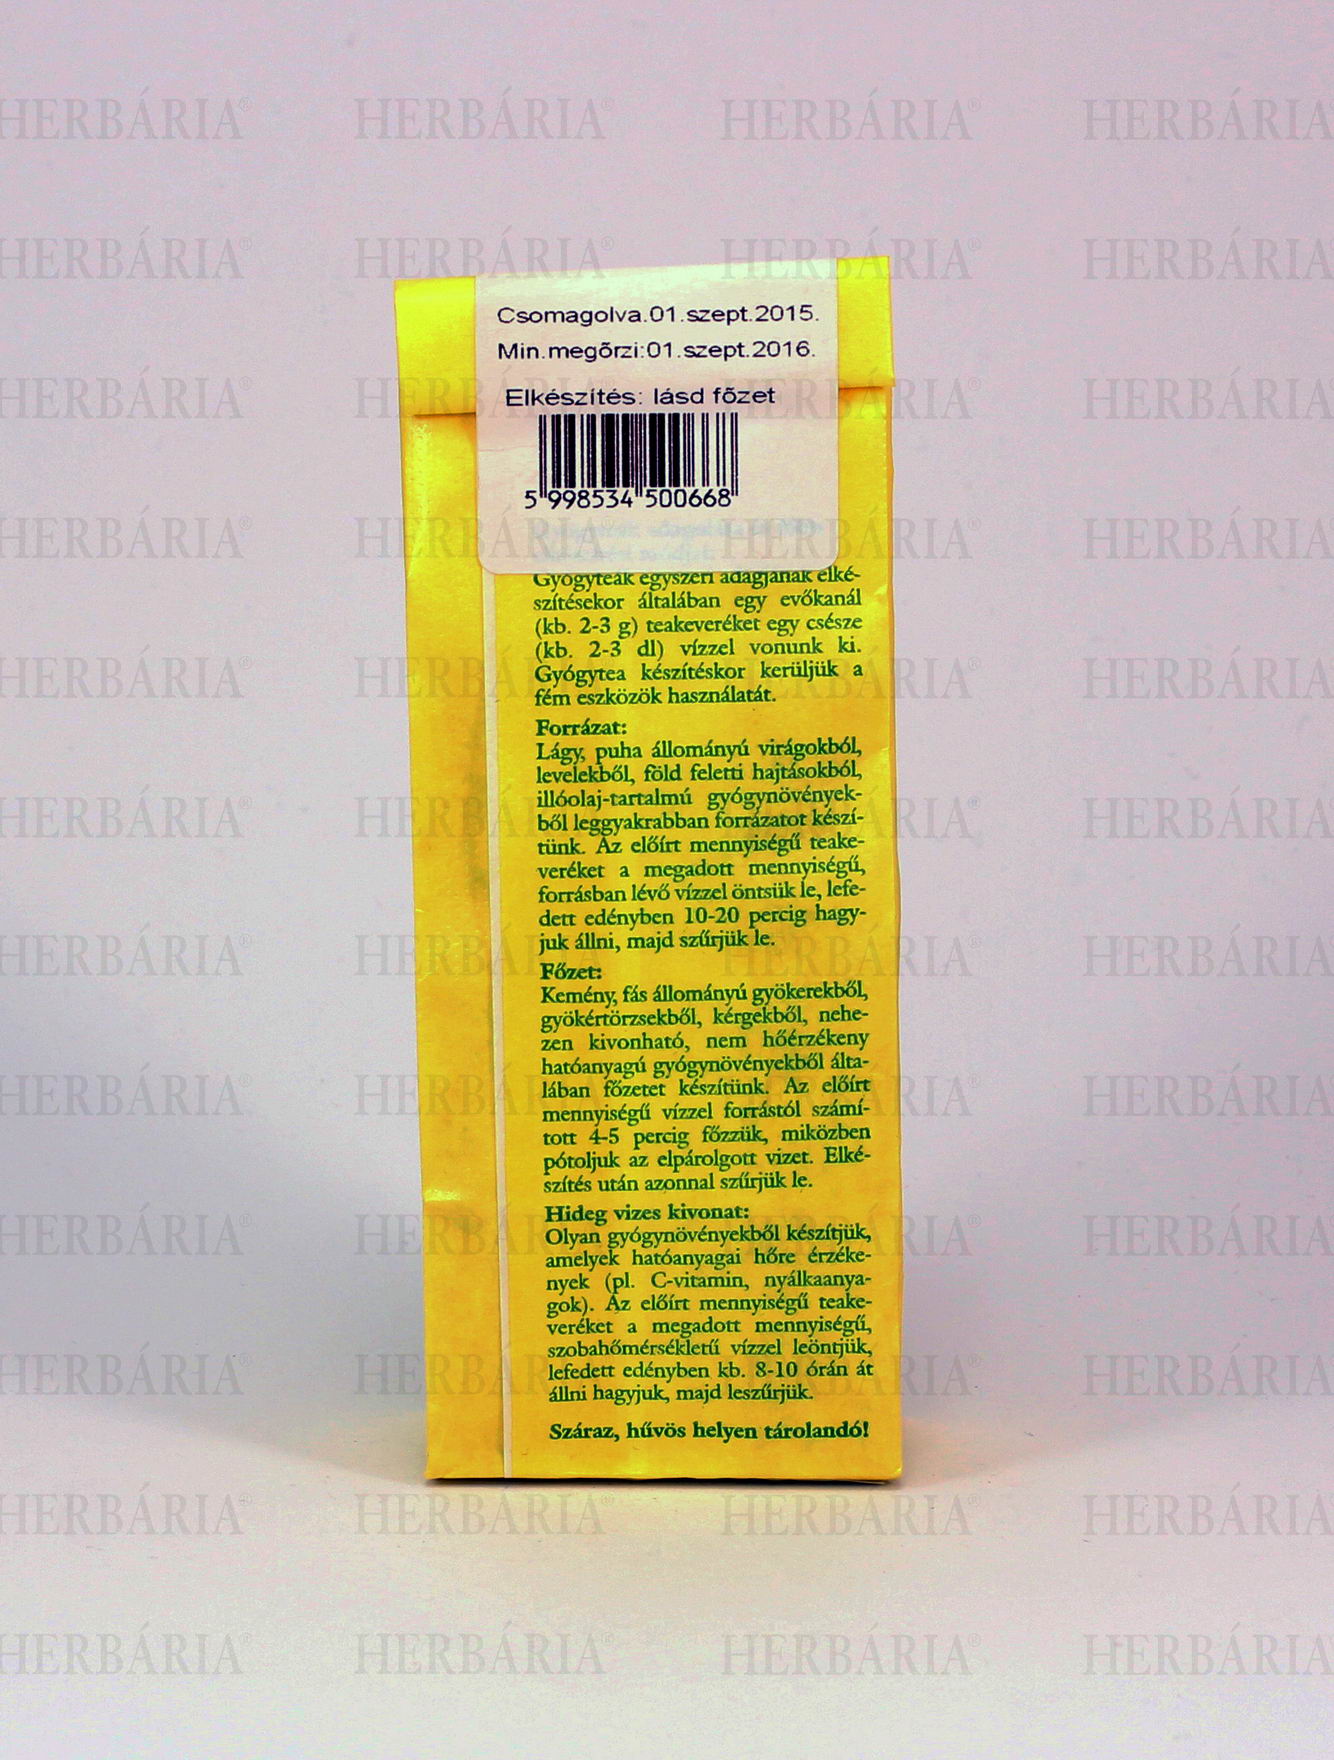 Csomagolva.01.szept.2015.
Min.megõrzi:01.szept.2016.
Elkészítés: lásd fõzet
5 998534 500668
Gyógyteák egyszeri adagjának elké-
szítésekor általában egy evőkanál
(kb. 2-3 g) teakeveréket egy csésze
(kb. 2-3 dl) vízzel vonunk ki.
Gyógytea készítéskor kerüljük a
fém eszközök használatát.
Forrázat:
Lágy, puha állományú virágokból,
levelekből, föld feletti hajtásokból,
illóolaj-tartalmú gyógynövények-
ből leggyakrabban forrázatot készí-
tünk. Az előírt mennyiségű teake-
veréket a megadott mennyiségű,
forrásban lévő vízzel öntsük le, lefe-
dett edényben 10-20 percig hagy-
juk állni, majd szűrjük le.
Főzet:
Kemény, fás állományú gyökerekből,
gyökértörzsekből, kérgekből, nehe-
zen kivonható, nem hőérzékeny
hatóanyagú gyógynövényekből álta-
lában főzetet készítünk. Az előírt
mennyiségű vízzel forrástól számí-
tott 4-5 percig főzzük, miközben
pótoljuk az elpárolgott vizet. Elké-
szítés után azonnal szűrjük le.
Hideg vizes kivonat:
Olyan gyógynövényekből készítjük,
amelyek hatóanyagai hőre érzéke-
nyek (pl. C-vitamin, nyálkaanya-
gok). Az előírt mennyiségű teake-
veréket a megadott mennyiségű,
szobahőmérsékletű vízzel leöntjük,
lefedett edényben kb. 8-10 órán át
állni hagyjuk, majd leszűrjük.
Száraz, hűvös helyen tárolandó!
HERBÁRIA®